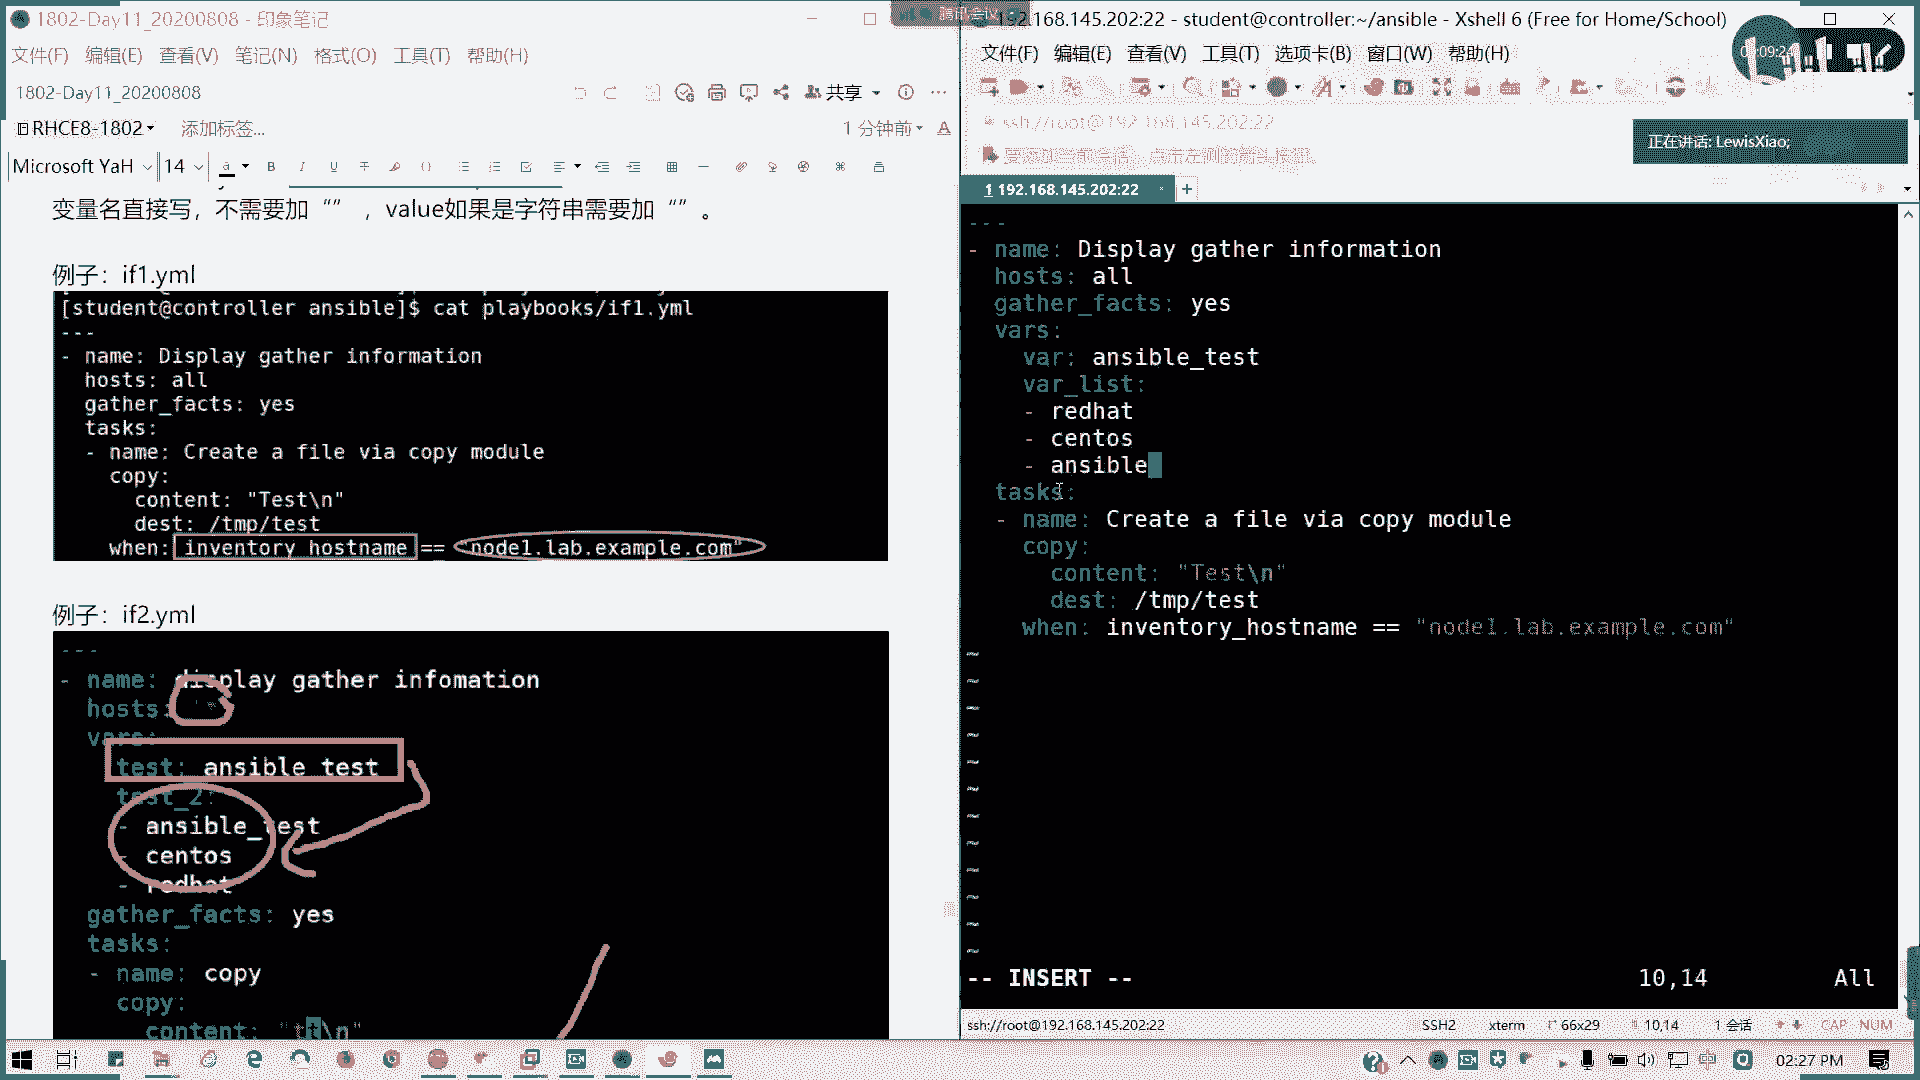 1802-Day11_20200808 - 印象笔记
文件(F) 编辑(E) 查看(V) 笔记(N) 格式(O) 工具(T) 帮助(H)
1802-Day11_20200808
共享
RHCE8-1802
添加标签...
1 分钟前
Microsoft YaH 14
变量名直接写，不需要加“”，value如果是字符串需要加“”。
例子：if1.yml
[student@controller ansible]$ cat playbooks/if1.yml
---
- name: Display gather information
hosts: all
gather_facts: yes
tasks:
- name: Create a file via copy module
copy:
content: "Test\n"
dest: /tmp/test
when: inventory_hostname == "node1.lab.example.com"
例子：if2.yml
---
- name: display gather infomation
hosts:
vars:
test: ansible test
test_2:
- ansible_test
- centos
- redhat
gather_facts: yes
tasks:
- name: copy
copy:
content: "tt\n"
腾讯会议
192.168.145.202:22 - student@controller:~/ansible - Xshell 6 (Free for Home/School)
文件(F) 编辑(E) 查看(V) 工具(T) 选项卡(B) 窗口(W) 帮助(H)
ssh://root@192.168.145.202:22
正在讲话: LewisXiao;
1 192.168.145.202:22
---
- name: Display gather information
hosts: all
gather_facts: yes
vars:
var: ansible_test
var_list:
- redhat
- centos
- ansible
tasks:
- name: Create a file via copy module
copy:
content: "Test\n"
dest: /tmp/test
when: inventory_hostname == "node1.lab.example.com"
~
~
~
~
~
~
~
~
~
~
~
~
-- INSERT -- 10,14 All
ssh://root@192.168.145.202:22 SSH2 xterm 66x29 10,14 1 会话 CAP NUM
中 02:27 PM